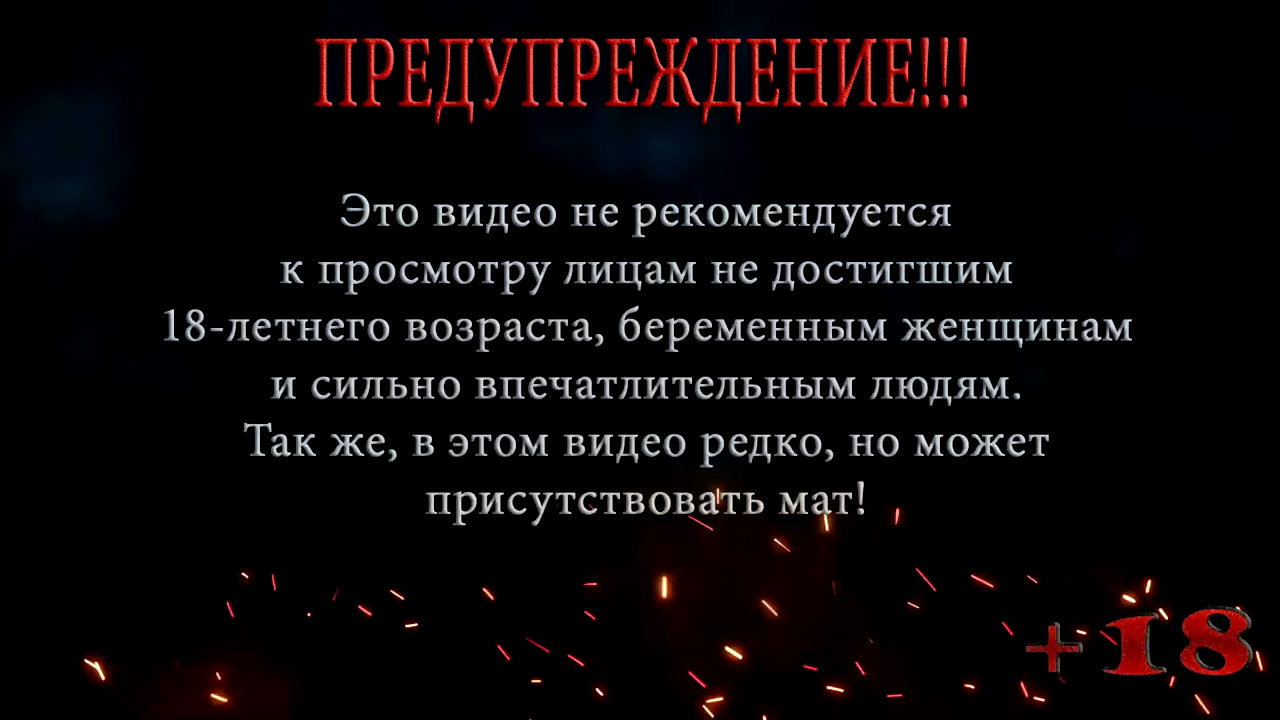 ПРЕДУПРЕЖДЕНИЕ!!!
Это видео не рекомендуется
к просмотру лицам не достигшим
18-летнего возраста, беременным женщинам
и сильно впечатлительным людям.
Так же, в этом видео редко, но может
присутствовать мат!
+18